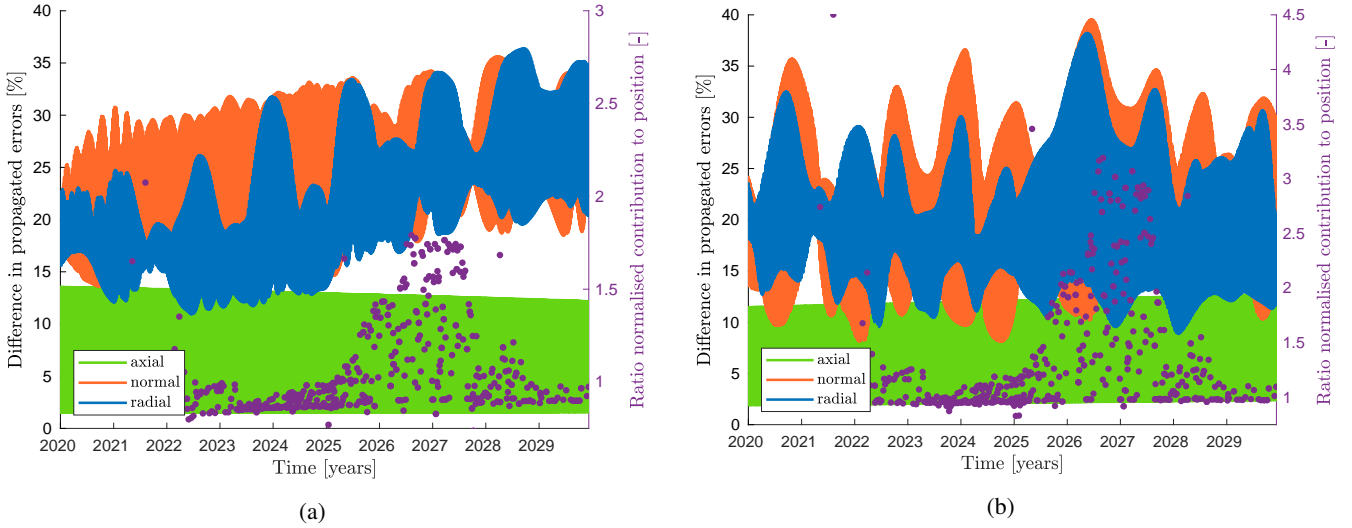 40
35
30
25
20
15
10
5
0
Difference in propagated errors [%]
3
2.5
2
1.5
1
Ratio normalised contribution to position [-]
axial
normal
radial
2020 2021 2022 2023 2024 2025 2026 2027 2028 2029
Time [years]
(a)
40
35
30
25
20
15
10
5
0
Difference in propagated errors [%]
4.5
4
3.5
3
2.5
2
1.5
1
Ratio normalised contribution to position [-]
axial
normal
radial
2020 2021 2022 2023 2024 2025 2026 2027 2028 2029
Time [years]
(b)